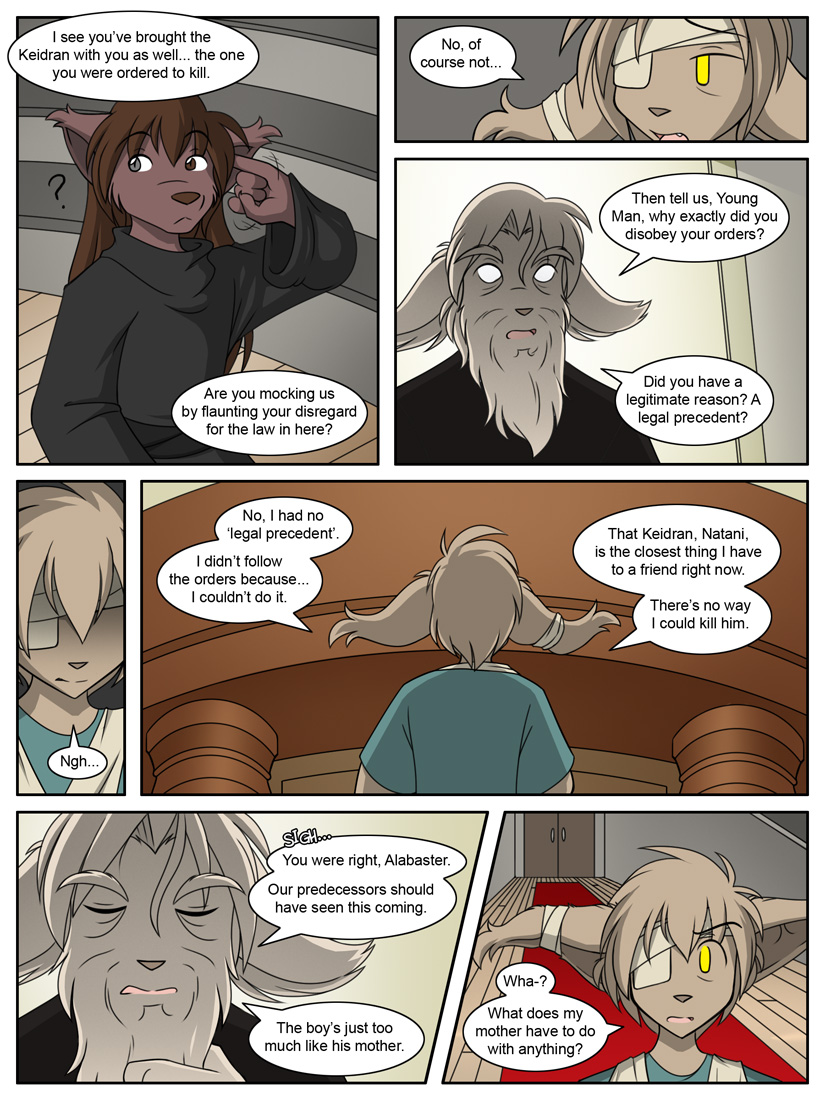 I see you've brought the
Keidran with you as well... the one
you were ordered to kill.
?
Are you mocking us
by flaunting your disregard
for the law in here?
No, of
course not...
Then tell us, Young
Man, why exactly did you
disobey your orders?
Did you have a
legitimate reason? A
legal precedent?
Ngh...
No, I had no
'legal precedent'.
I didn't follow
the orders because...
I couldn't do it.
That Keidran, Natani,
is the closest thing I have
to a friend right now.
There's no way
I could kill him.
SIGH...
You were right, Alabaster.
Our predecessors should
have seen this coming.
The boy's just too
much like his mother.
Wha-?
What does my
mother have to do
with anything?